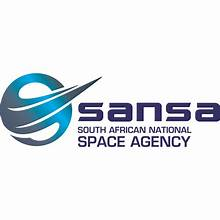 sansa
SOUTH AFRICAN NATIONAL
SPACE AGENCY